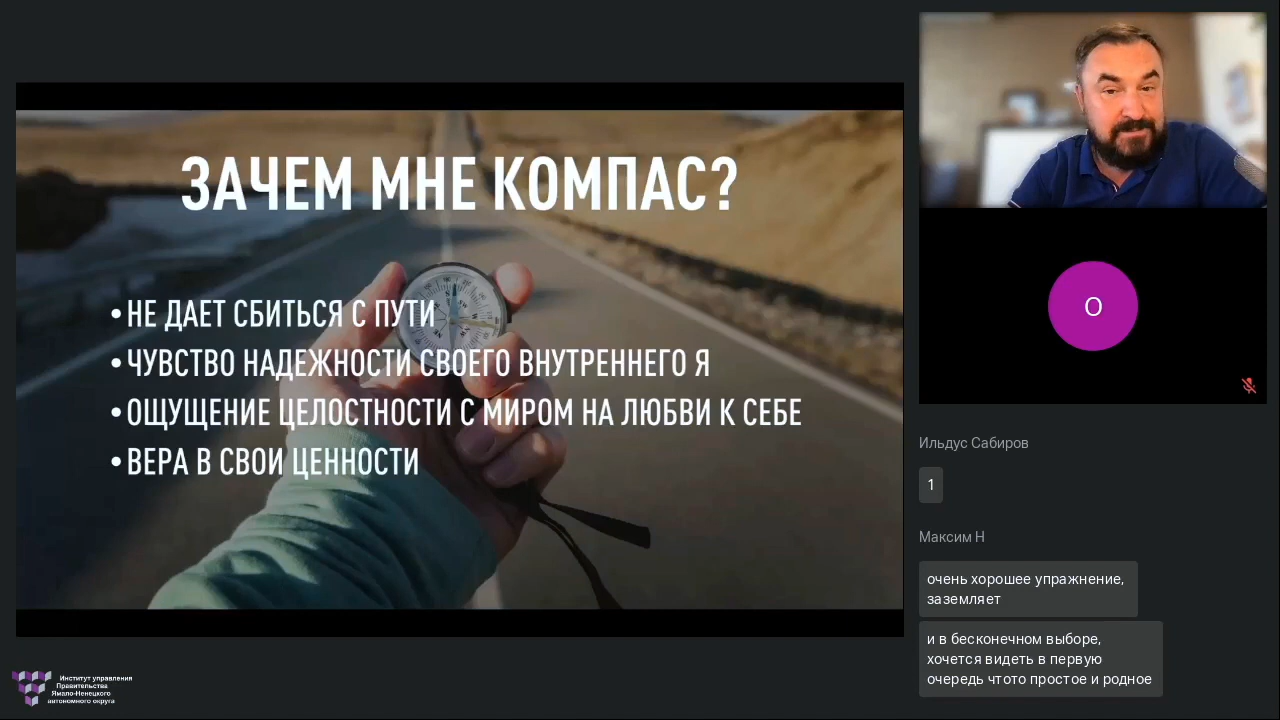 ЗАЧЕМ МНЕ КОМПАС?
• НЕ ДАЕТ СБИТЬСЯ С ПУТИ
• ЧУВСТВО НАДЕЖНОСТИ СВОЕГО ВНУТРЕННЕГО Я
• ОЩУЩЕНИЕ ЦЕЛОСТНОСТИ С МИРОМ НА ЛЮБВИ К СЕБЕ
• ВЕРА В СВОИ ЦЕННОСТИ
Институт управления
Правительства
Ямало-Ненецкого
автономного округа
О
Ильдус Сабиров
1
Максим Н
очень хорошее упражнение,
заземляет
и в бесконечном выборе,
хочется видеть в первую
очередь чтото простое и родное